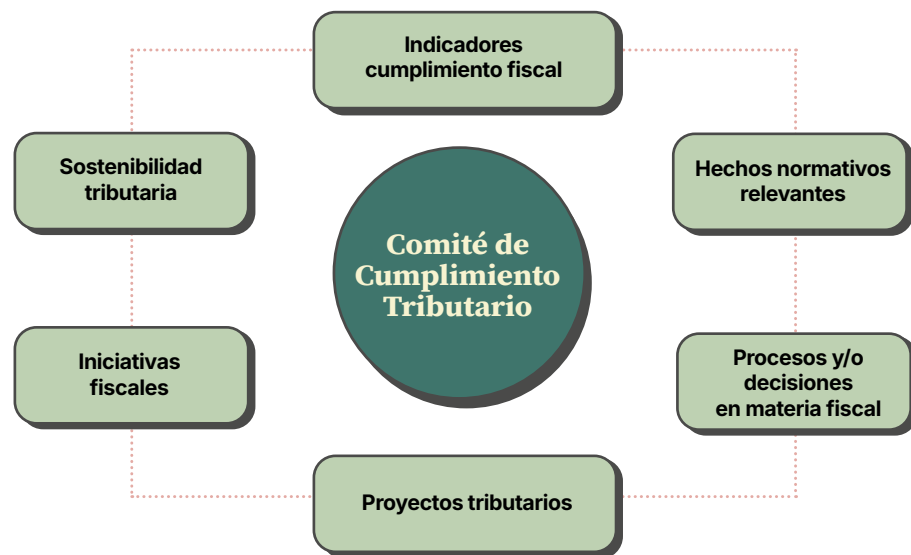 Indicadores
cumplimiento fiscal
Sostenibilidad
tributaria
Hechos normativos
relevantes
Comité de
Cumplimiento
Tributario
Iniciativas
fiscales
Procesos y/o
decisiones
en materia fiscal
Proyectos tributarios